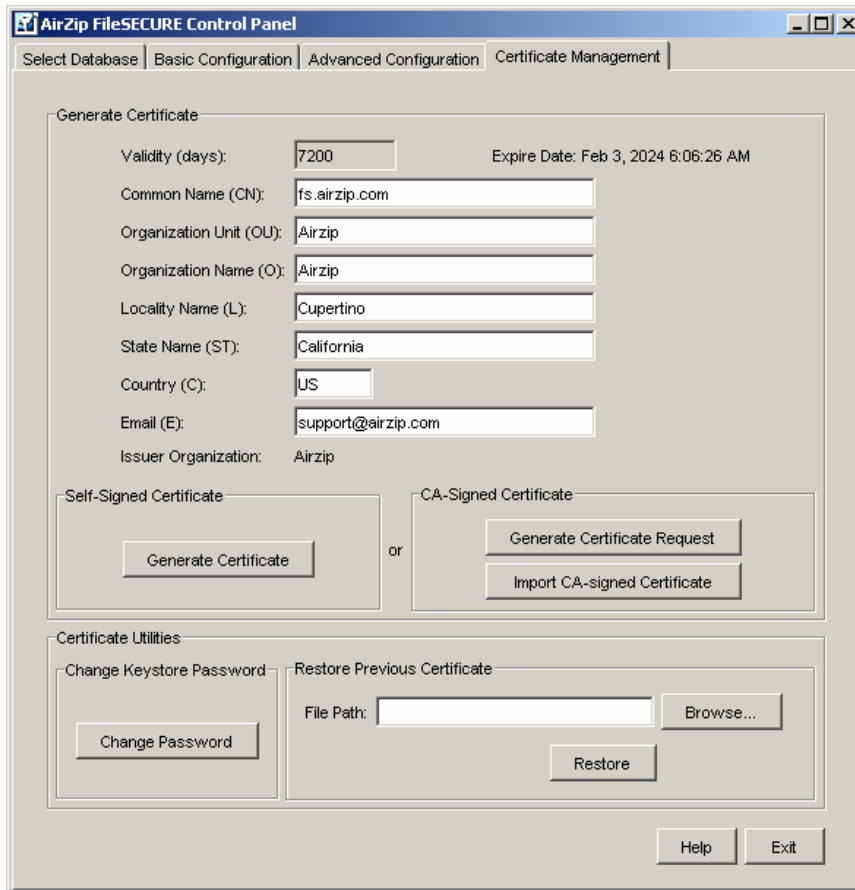 AirZip FileSECURE Control Panel
Select Database Basic Configuration Advanced Configuration Certificate Management
Generate Certificate
Validity (days): 7200 Expire Date: Feb 3, 2024 6:06:26 AM
Common Name (CN): fs.airzip.com
Organization Unit (OU): Airzip
Organization Name (O): Airzip
Locality Name (L): Cupertino
State Name (ST): California
Country (C): US
Email (E): support@airzip.com
Issuer Organization: Airzip
Self-Signed Certificate
Generate Certificate
or
CA-Signed Certificate
Generate Certificate Request
Import CA-signed Certificate
Certificate Utilities
Change Keystore Password
Change Password
Restore Previous Certificate
File Path: Browse...
Restore
Help Exit